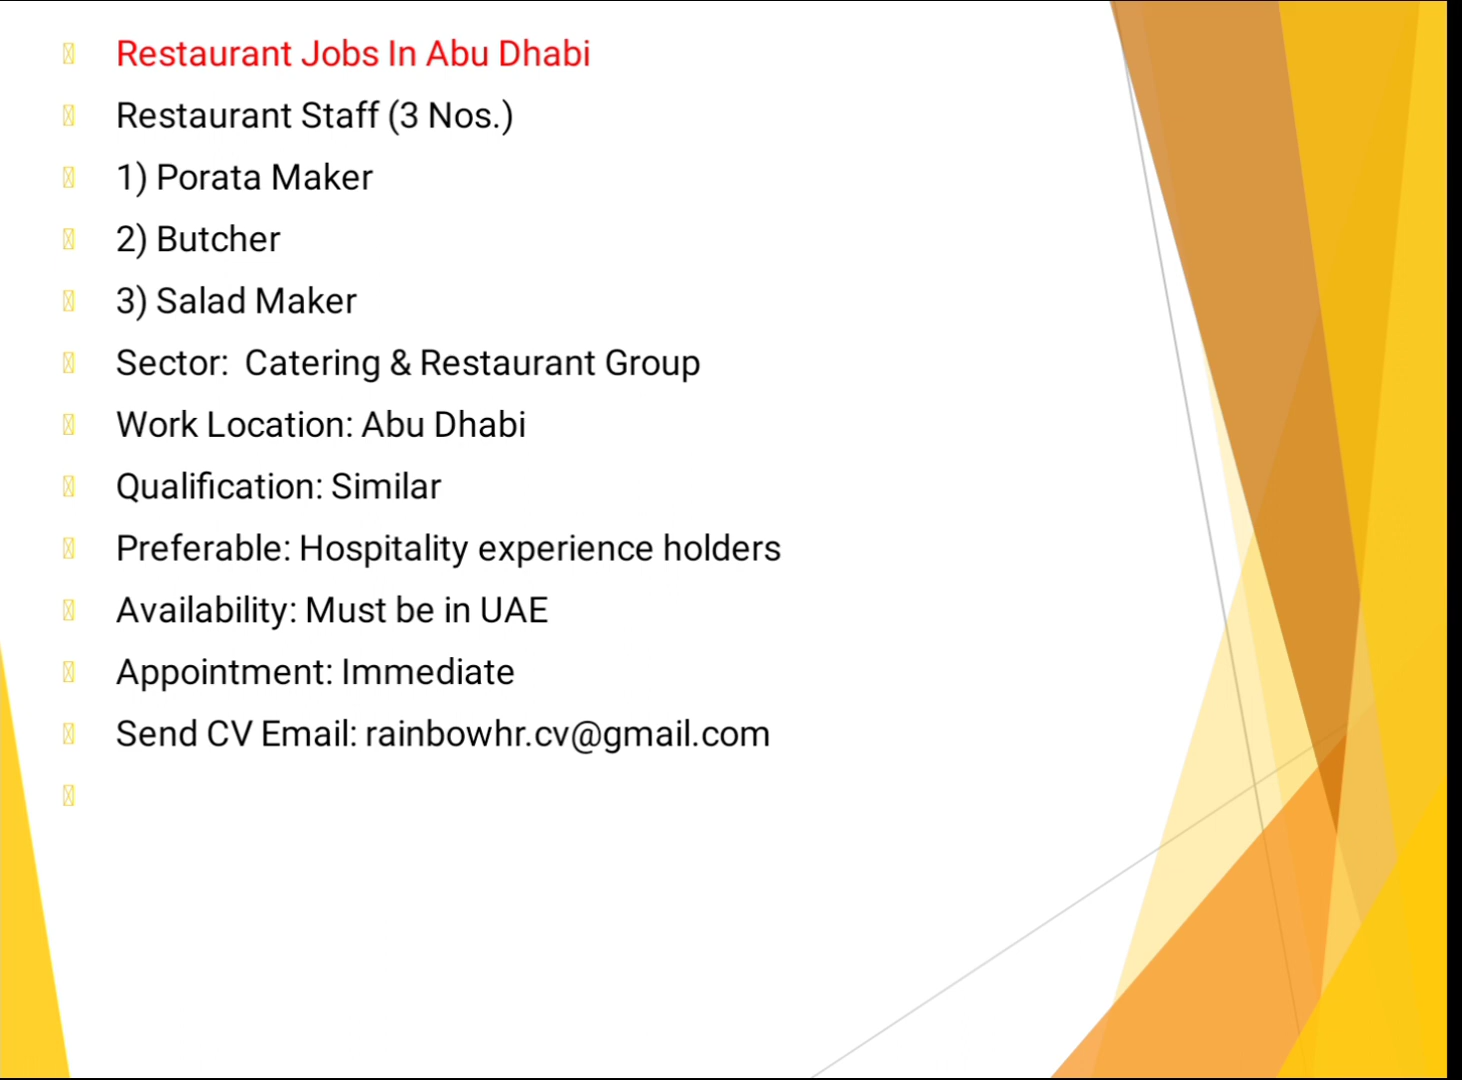 Restaurant Jobs In Abu Dhabi
Restaurant Staff (3 Nos.)
1) Porata Maker
2) Butcher
3) Salad Maker
Sector:  Catering & Restaurant Group
Work Location: Abu Dhabi
Qualification: Similar
Preferable: Hospitality experience holders
Availability: Must be in UAE
Appointment: Immediate
Send CV Email: rainbowhr.cv@gmail.com